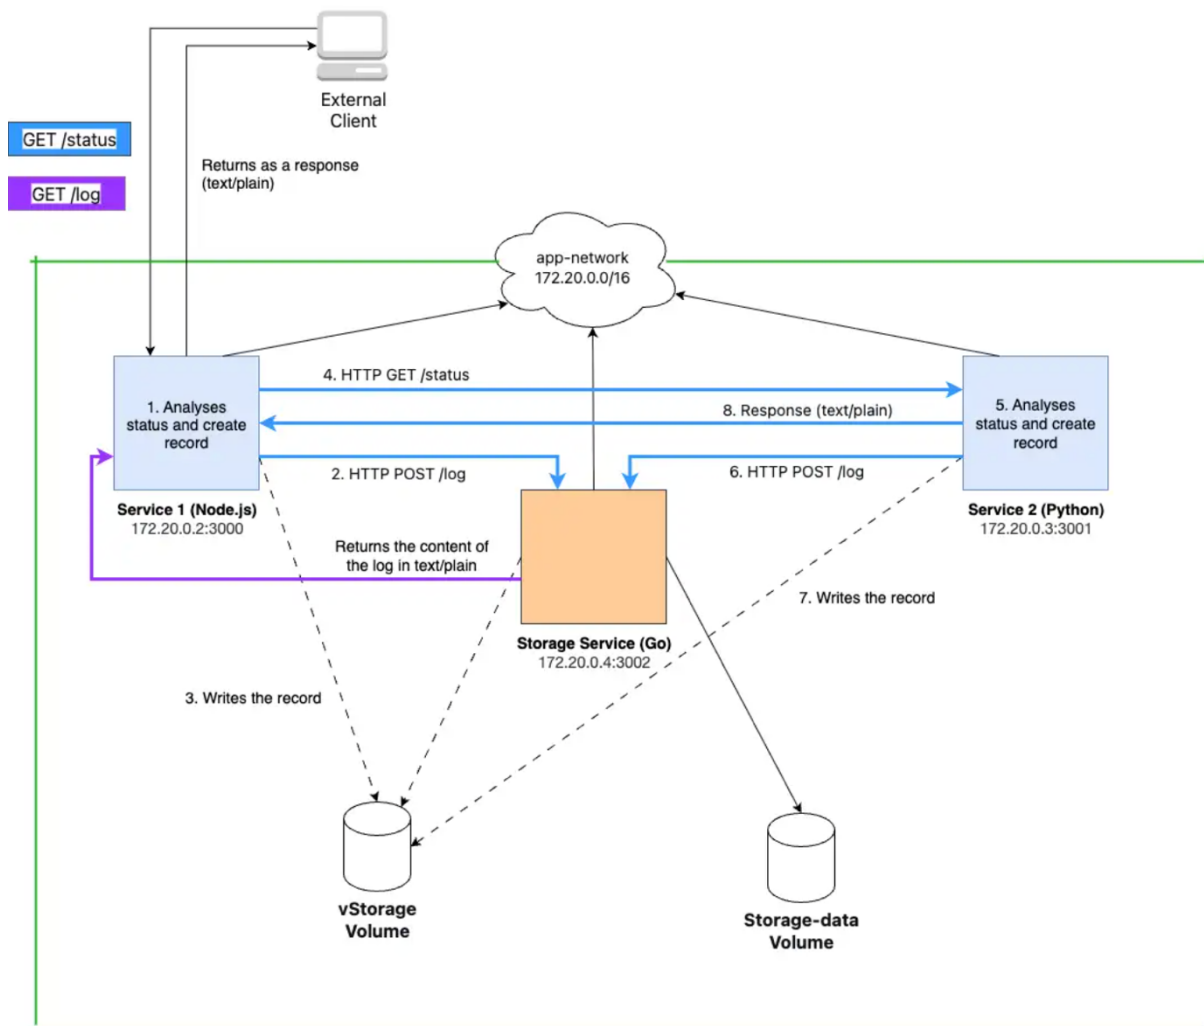 External
Client
GET /status
Returns as a response
(text/plain)
GET /log
app-network
172.20.0.0/16
4. HTTP GET /status
1. Analyses
status and create
record
8. Response (text/plain)
5. Analyses
status and create
record
2. HTTP POST /log
6. HTTP POST /log
Service 1 (Node.js)
172.20.0.2:3000
Service 2 (Python)
172.20.0.3:3001
Returns the content of
the log in text/plain
7. Writes the record
Storage Service (Go)
172.20.0.4:3002
3. Writes the record
vStorage
Volume
Storage-data
Volume